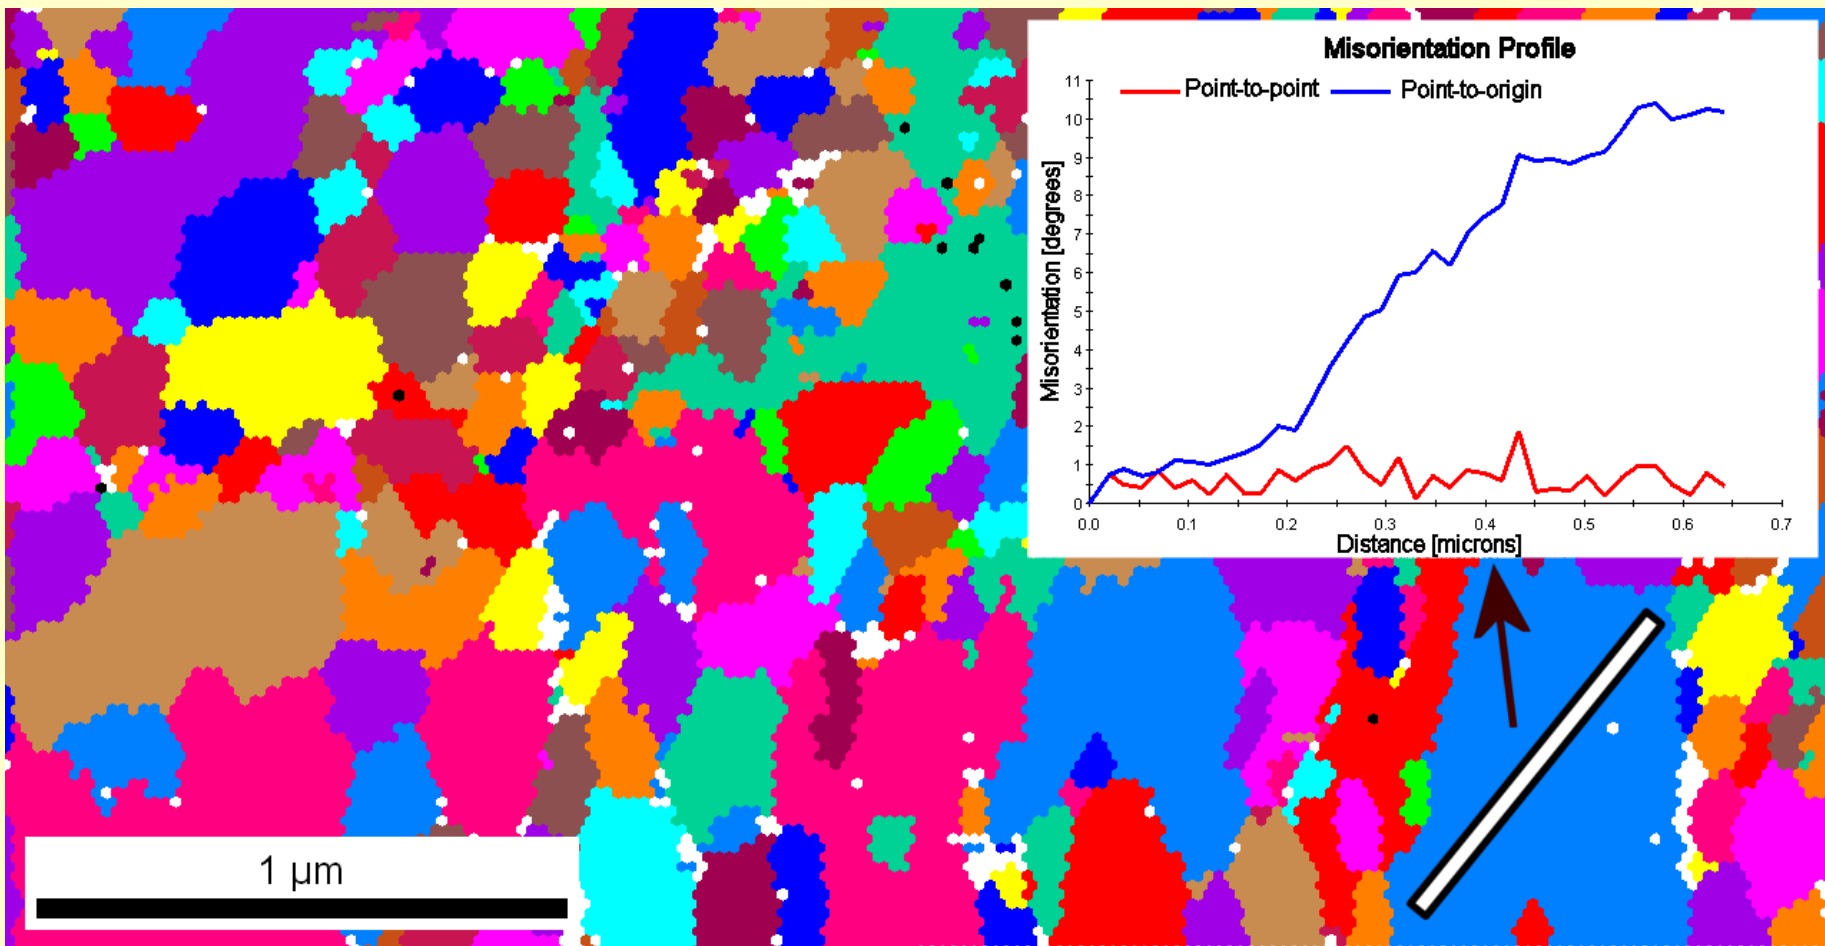 Misorientation Profile
Point-to-point
Point-to-origin
Misorientation [degrees]
11
10
9
8
7
6
5
4
3
2
1
0
0.0 0.1 0.2 0.3 0.4 0.5 0.6 0.7
Distance [microns]
1 μm